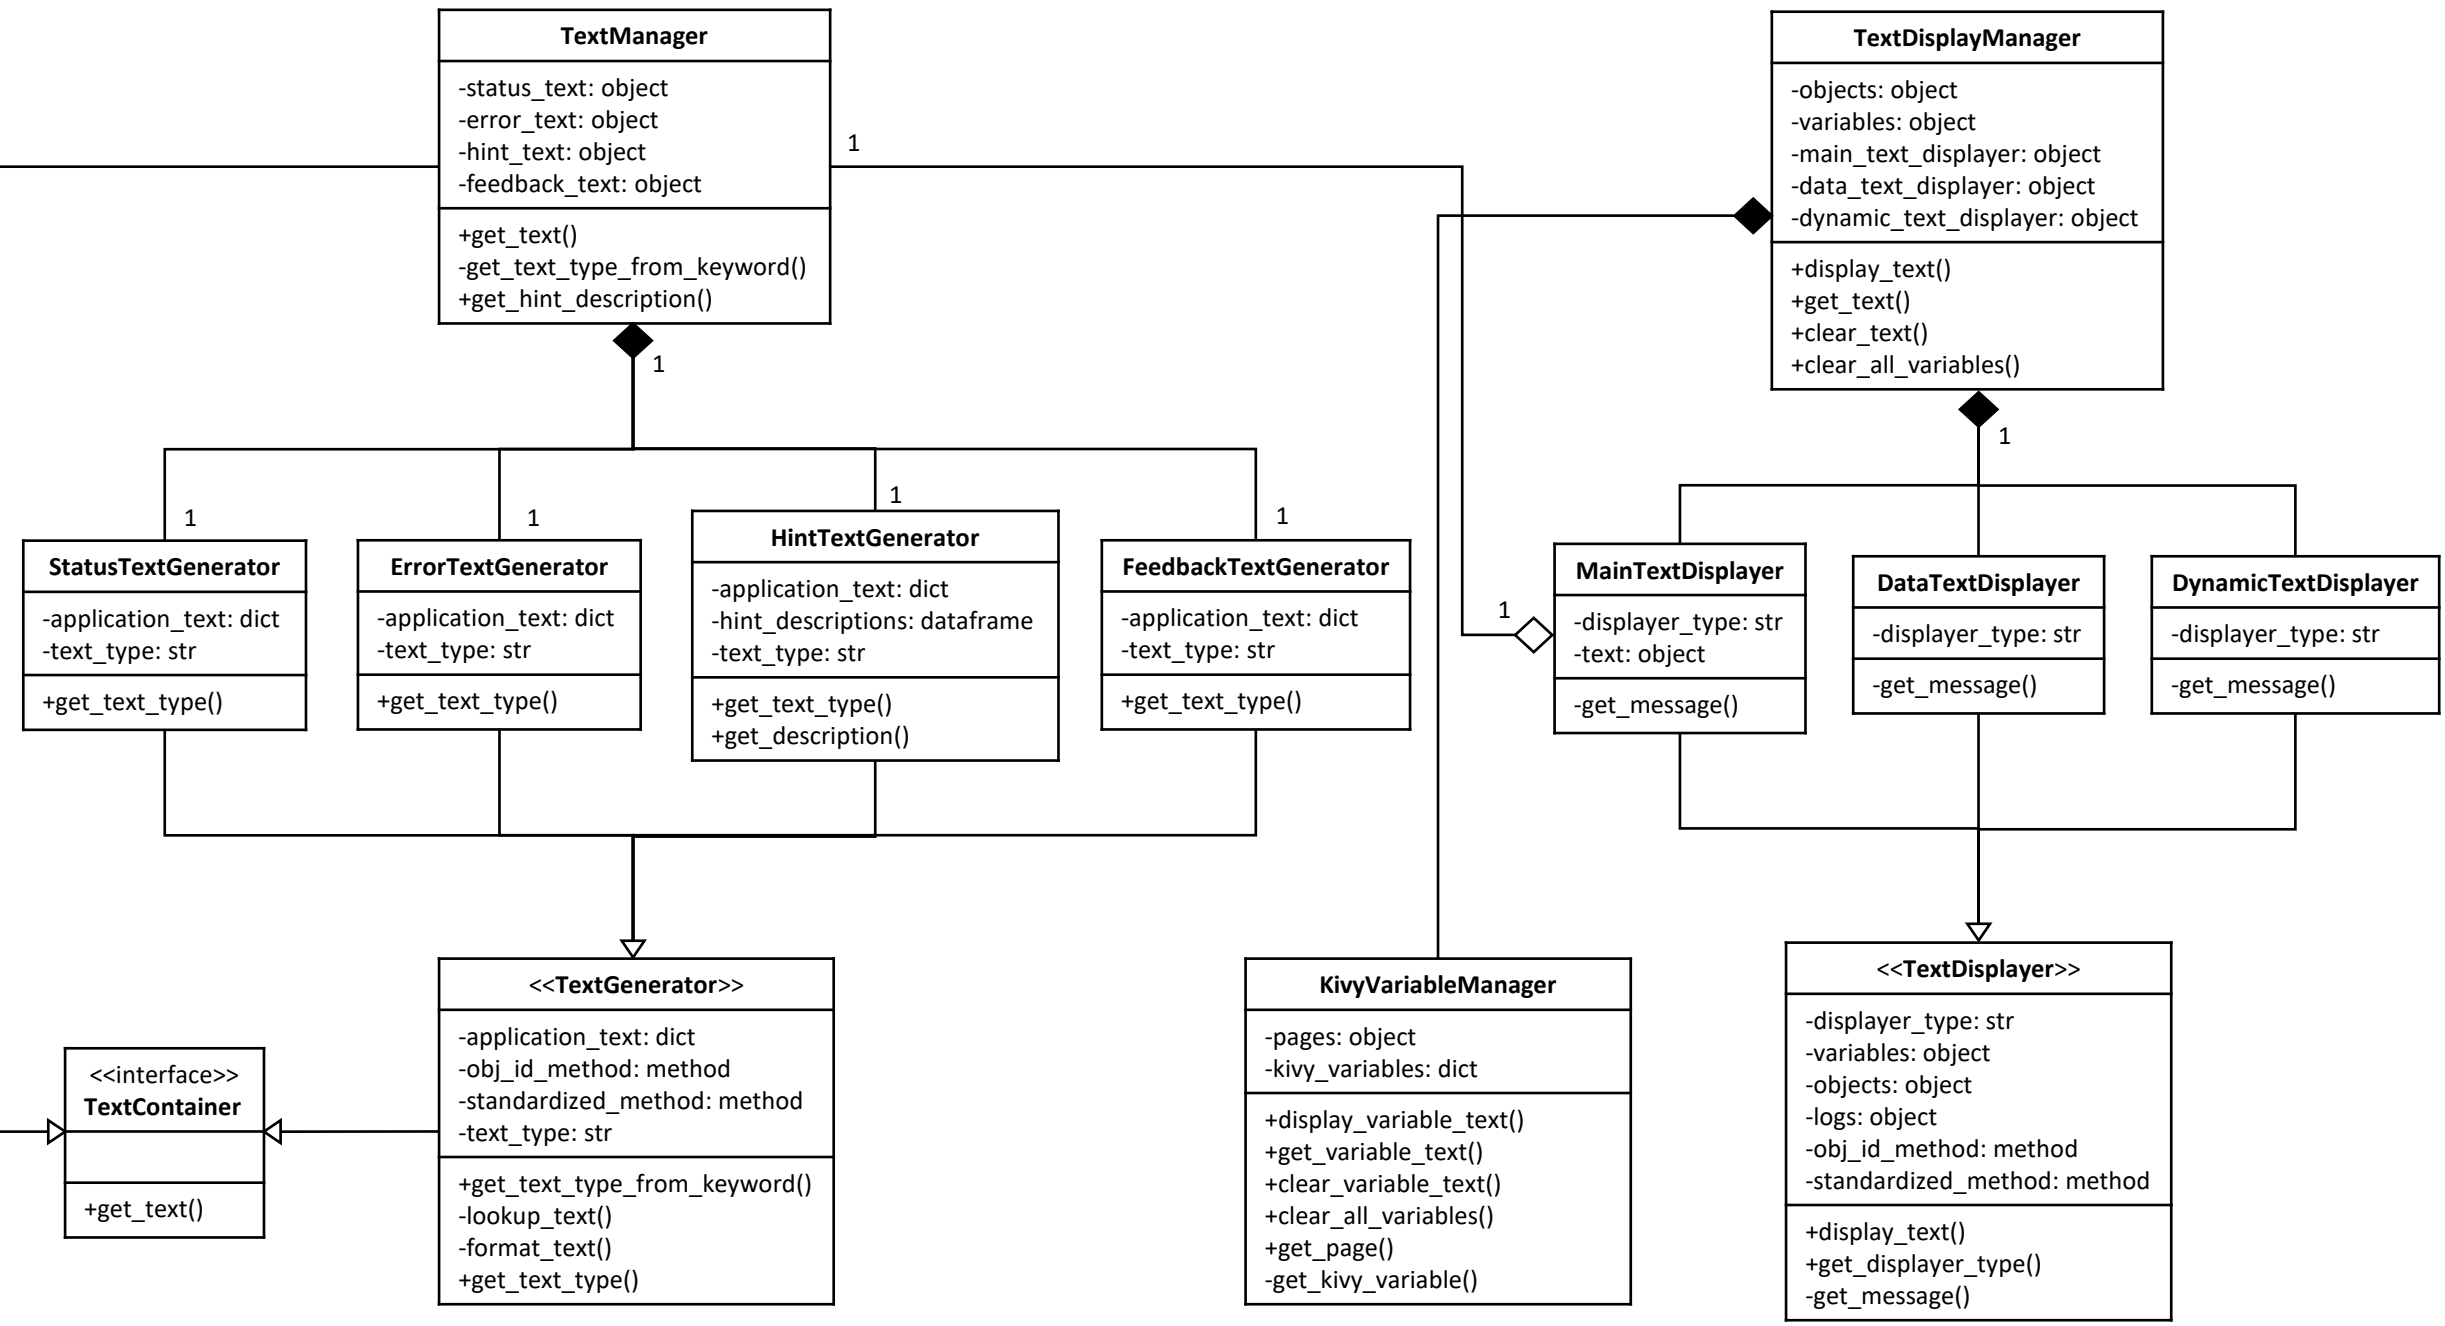 TextManager
-status_text: object
-error_text: object
-hint_text: object
-feedback_text: object
+get_text()
-get_text_type_from_keyword()
+get_hint_description()
1
1
TextDisplayManager
-objects: object
-variables: object
-main_text_displayer: object
-data_text_displayer: object
-dynamic_text_displayer: object
+display_text()
+get_text()
+clear_text()
+clear_all_variables()
1
1
StatusTextGenerator
-application_text: dict
-text_type: str
+get_text_type()
1
ErrorTextGenerator
-application_text: dict
-text_type: str
+get_text_type()
1
HintTextGenerator
-application_text: dict
-hint_descriptions: dataframe
-text_type: str
+get_text_type()
+get_description()
1
FeedbackTextGenerator
-application_text: dict
-text_type: str
+get_text_type()
1
MainTextDisplayer
-displayer_type: str
-text: object
-get_message()
DataTextDisplayer
-displayer_type: str
-get_message()
DynamicTextDisplayer
-displayer_type: str
-get_message()
<<interface>>
TextContainer
+get_text()
<<TextGenerator>>
-application_text: dict
-obj_id_method: method
-standardized_method: method
-text_type: str
+get_text_type_from_keyword()
-lookup_text()
-format_text()
+get_text_type()
KivyVariableManager
-pages: object
-kivy_variables: dict
+display_variable_text()
+get_variable_text()
+clear_variable_text()
+clear_all_variables()
+get_page()
-get_kivy_variable()
<<TextDisplayer>>
-displayer_type: str
-variables: object
-objects: object
-logs: object
-obj_id_method: method
-standardized_method: method
+display_text()
+get_displayer_type()
-get_message()